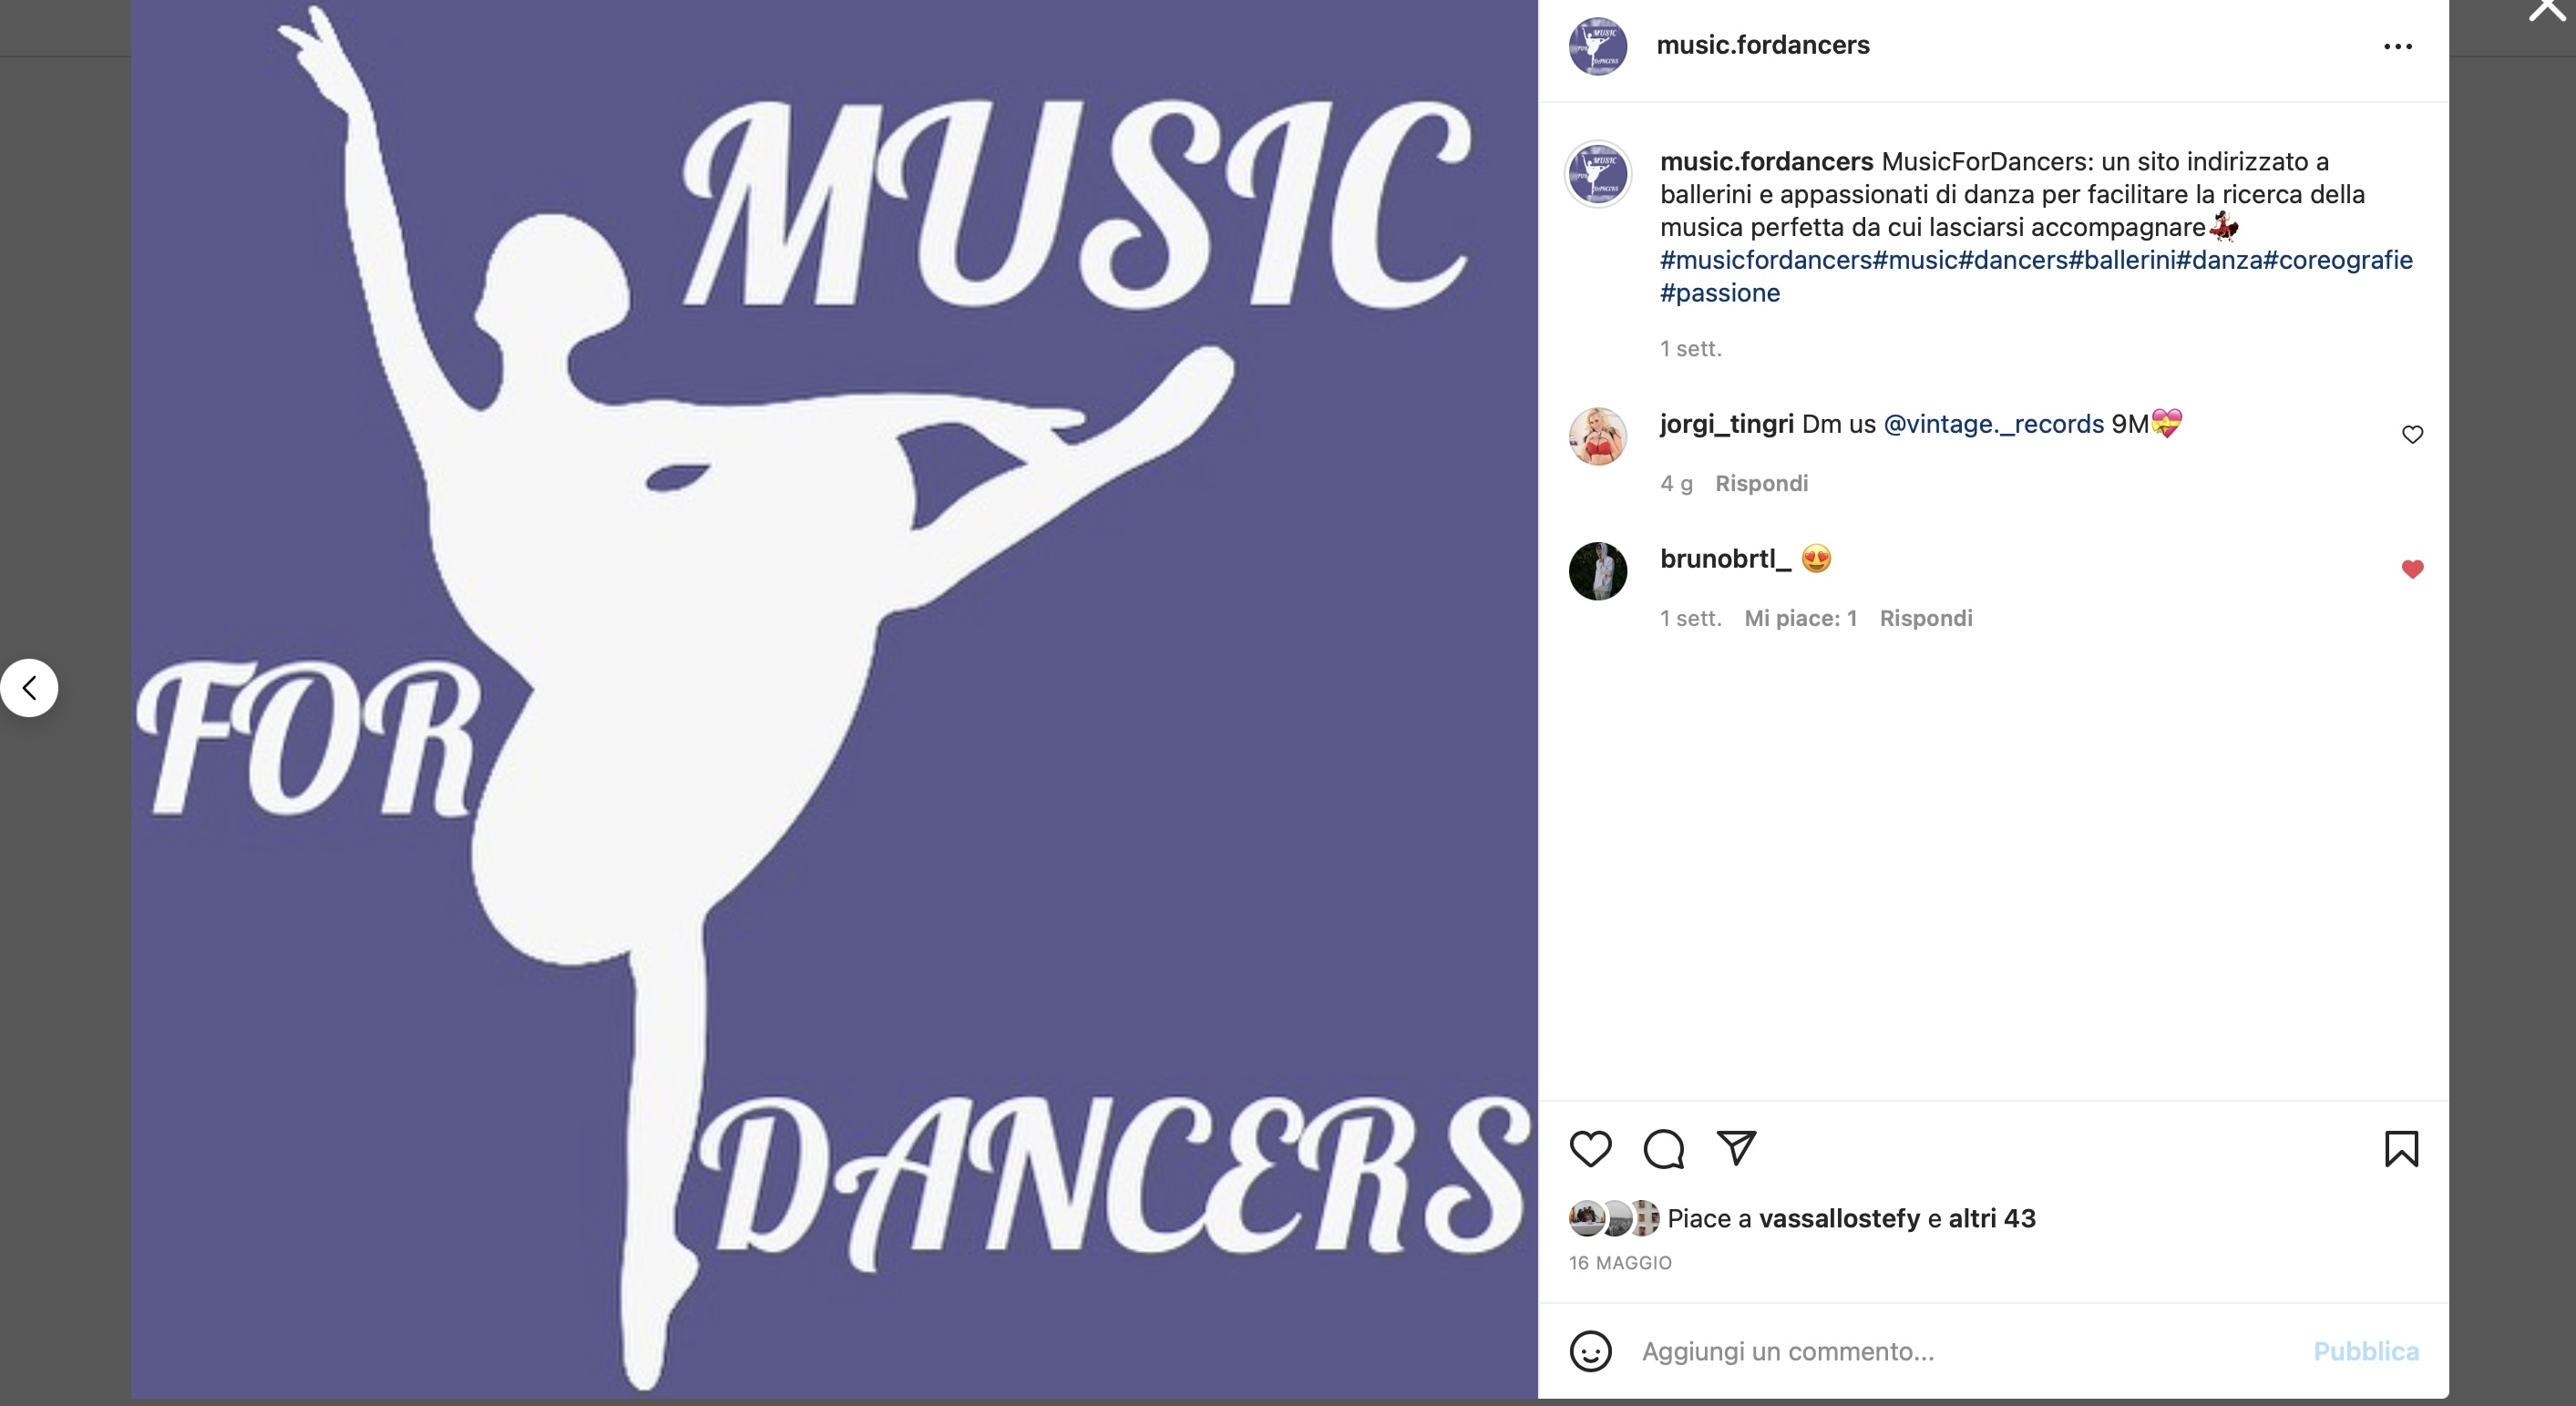 MUSIC
FOR
DANCERS
music.fordancers
music.fordancers MusicForDancers: un sito indirizzato a
ballerini e appassionati di danza per facilitare la ricerca della
musica perfetta da cui lasciarsi accompagnare💃🏻
#musicfordancers#music#dancers#ballerini#danza#coreografie
#passione
1 sett.
jorgi_tingri Dm us @vintage._records 9M💝
4 g Rispondi
brunobrtl_ 😍
1 sett. Mi piace: 1 Rispondi
Piace a vassallostefy e altri 43
16 MAGGIO
Aggiungi un commento... Pubblica